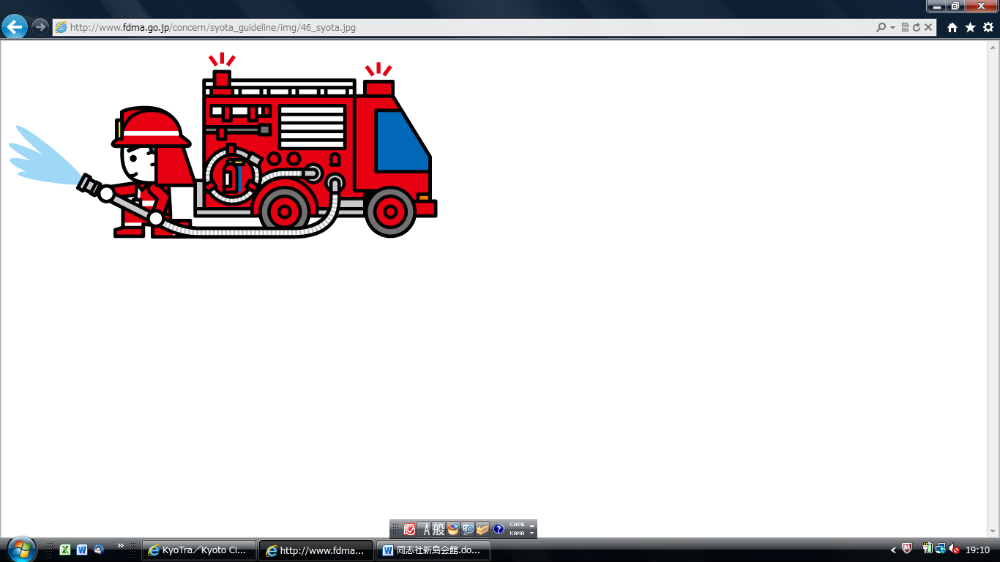 http://www.fdma.go.jp/concern/syota_guideline/img/46_syota.jpg
A 般
CAPS
KANA
KyoTra／Kyoto Ci...
http://www.fdma....
同志社新島会館.do...
19:10